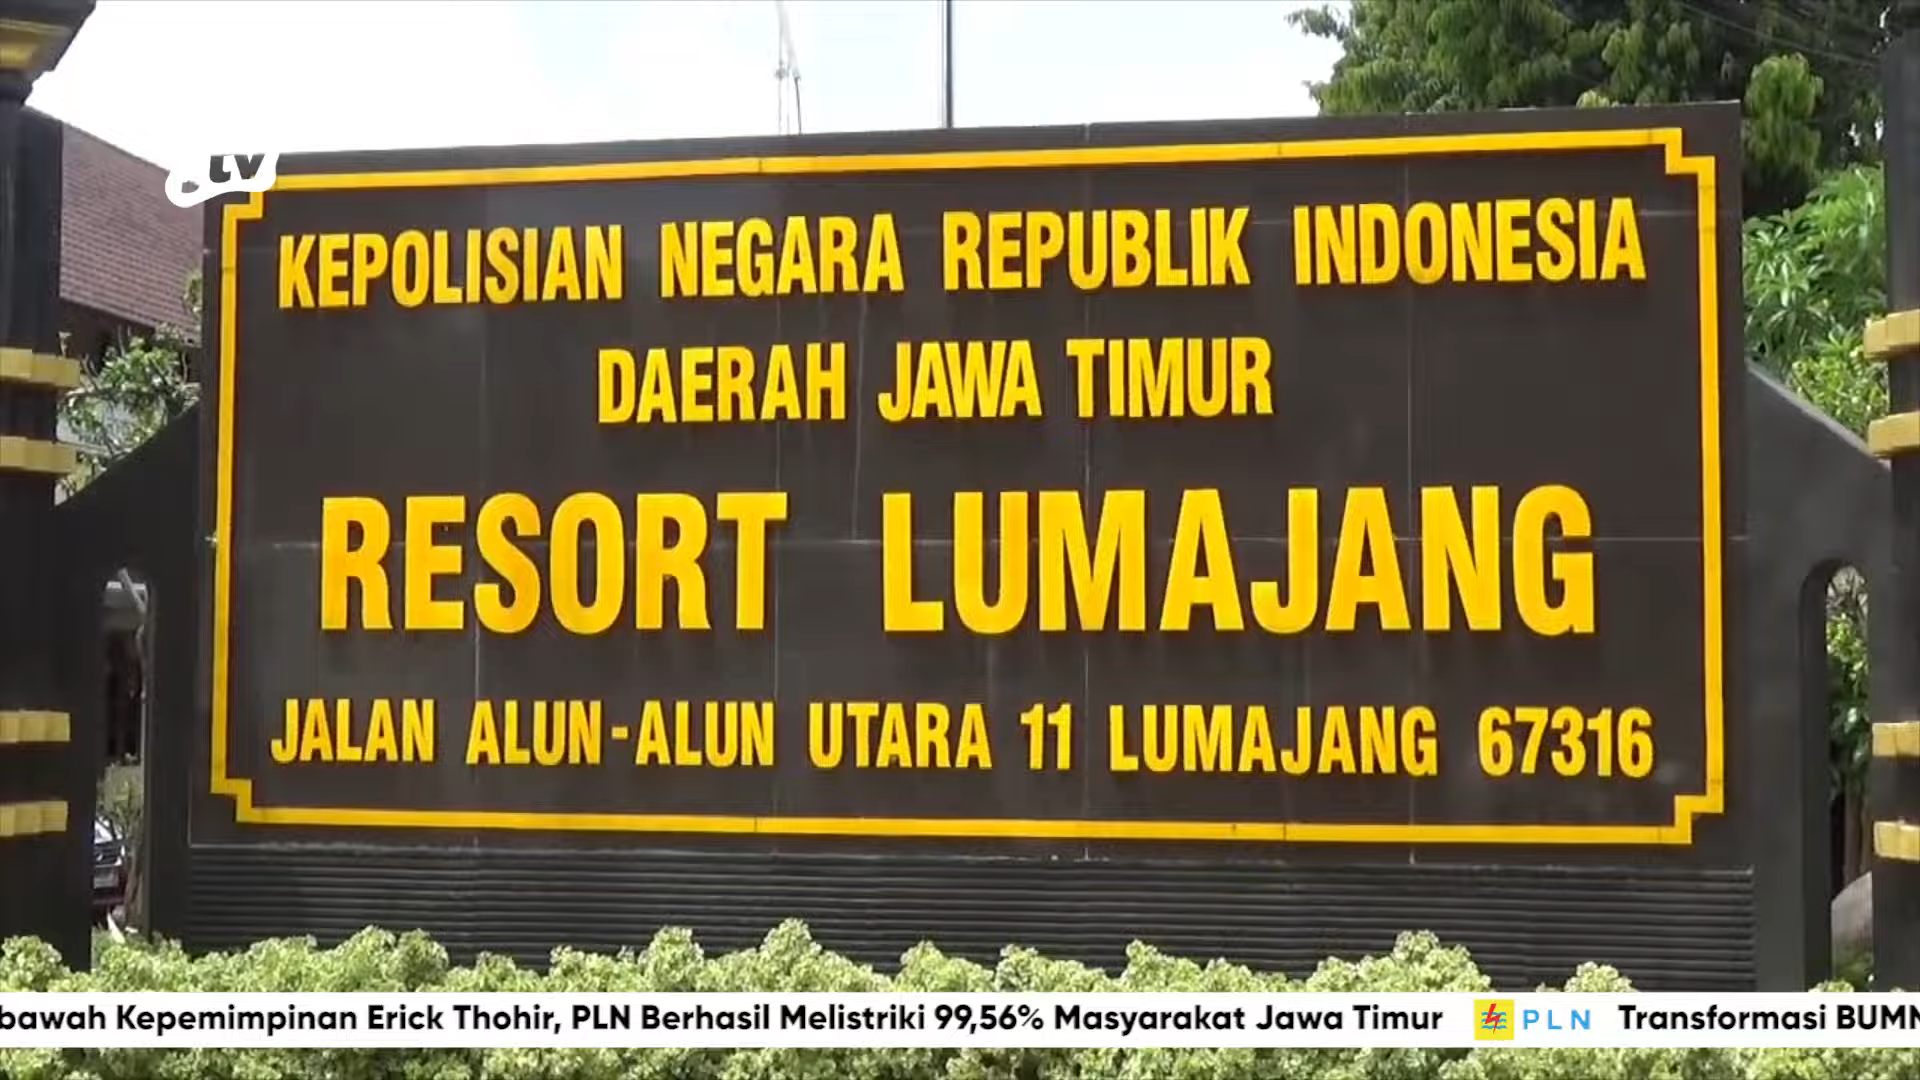 tv
KEPOLISIAN NEGARA REPUBLIK INDONESIA
DAERAH JAWA TIMUR
RESORT LUMAJANG
JALAN ALUN-ALUN UTARA 11 LUMAJANG 67316
bawah Kepemimpinan Erick Thohir, PLN Berhasil Melistriki 99,56% Masyarakat Jawa Timur PLN Transformasi BUMN